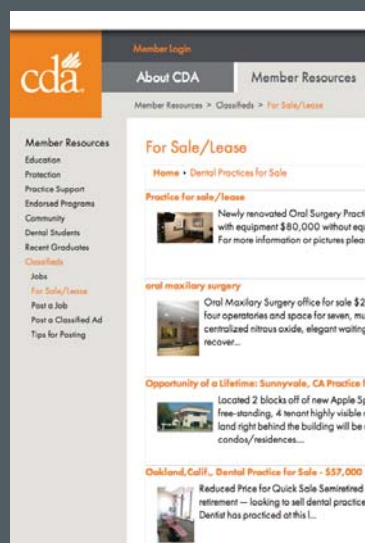 Member Login
cda
About CDA Member Resources
Member Resources > Classifieds > For Sale/Lease
Member Resources
Education
Protection
Practice Support
Endorsed Programs
Community
Dental Students
Recent Graduates
Classifieds
Jobs
For Sale/Lease
Post a Job
Post a Classified Ad
Tips for Posting
For Sale/Lease
Home • Dental Practices for Sale
Practice for sale/lease
Newly renovated Oral Surgery Practi
with equipment $80,000 without equ
For more information or pictures pleas
oral maxilary surgery
Oral Maxilary Surgery office for sale $2
four operatories and space for seven, mu
centralized nitrous oxide, elegant waiting
recover...
Opportunity of a Lifetime: Sunnyvale, CA Practice f
Located 2 blocks off of new Apple Sp
free-standing, 4 tenant highly visible
land right behind the building will be
condos/residences....
Oakland, Calif., Dental Practice for Sale - $57,000
Reduced Price for Quick Sale Semiretired
retirement — looking to sell dental practice
Dentist has practiced at this l...